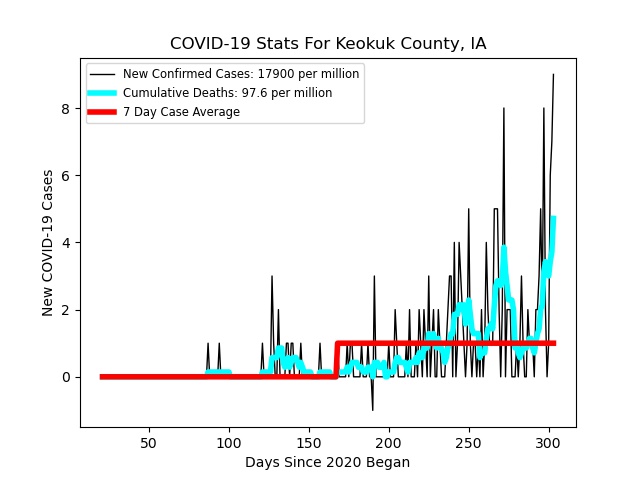 COVID-19 Stats For Keokuk County, IA
New Confirmed Cases: 17900 per million
Cumulative Deaths: 97.6 per million
7 Day Case Average
New COVID-19 Cases
8
6
4
2
0
50 100 150 200 250 300
Days Since 2020 Began